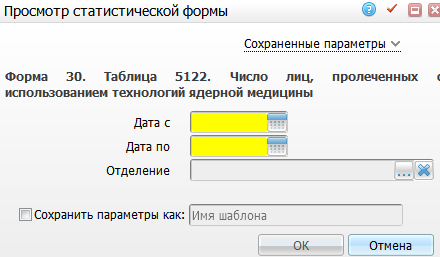 Просмотр статистической формы
Сохраненные параметры
Форма 30. Таблица 5122. Число лиц, пролеченных с
использованием технологий ядерной медицины
Дата с
Дата по
Отделение
...
Сохранить параметры как: Имя шаблона
OK Отмена